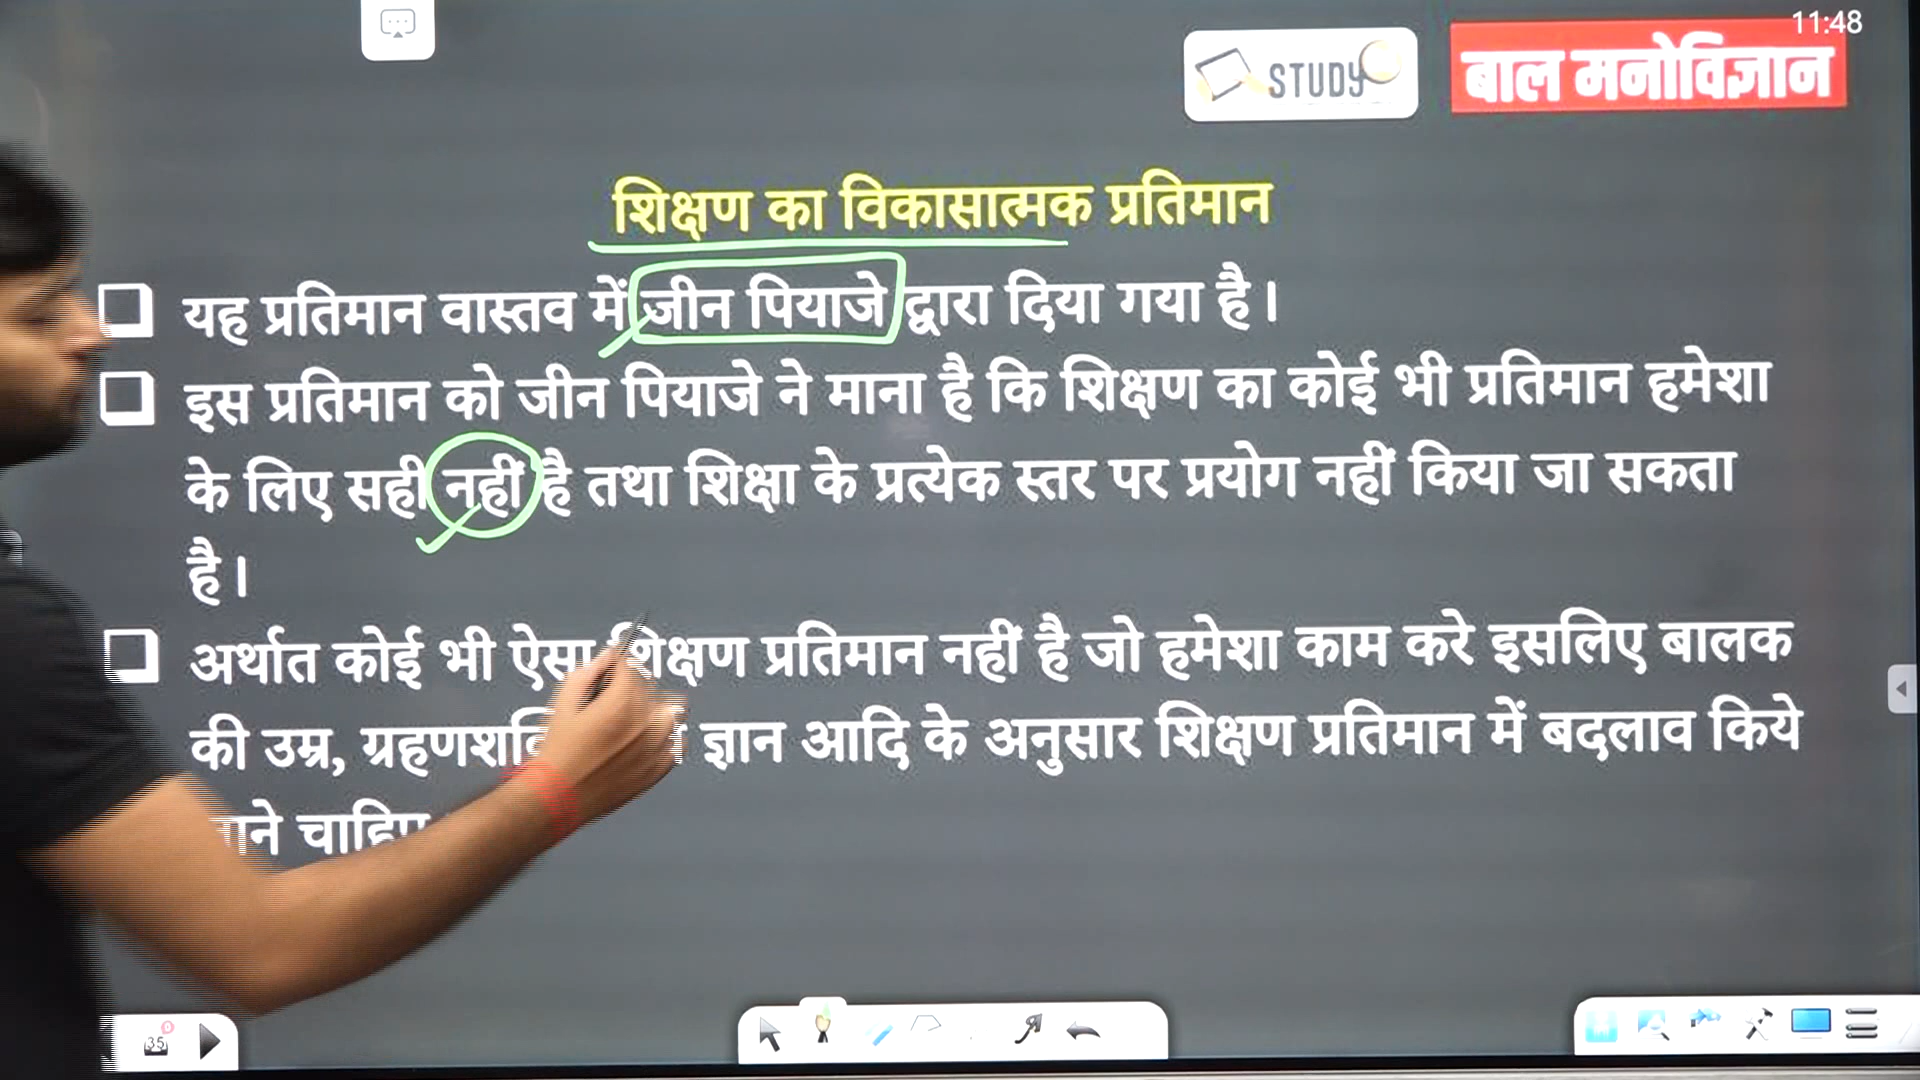 11:48
STUDY
बाल मनोविज्ञान
शिक्षण का विकासात्मक प्रतिमान
यह प्रतिमान वास्तव में जीन पियाजे द्वारा दिया गया है।
इस प्रतिमान को जीन पियाजे ने माना है कि शिक्षण का कोई भी प्रतिमान हमेशा
के लिए सही नहीं है तथा शिक्षा के प्रत्येक स्तर पर प्रयोग नहीं किया जा सकता
है।
अर्थात कोई भी ऐसा शिक्षण प्रतिमान नहीं है जो हमेशा काम करे इसलिए बालक
की उम्र, ज्ञान आदि के अनुसार शिक्षण प्रतिमान में बदलाव किये
चाहिए
35